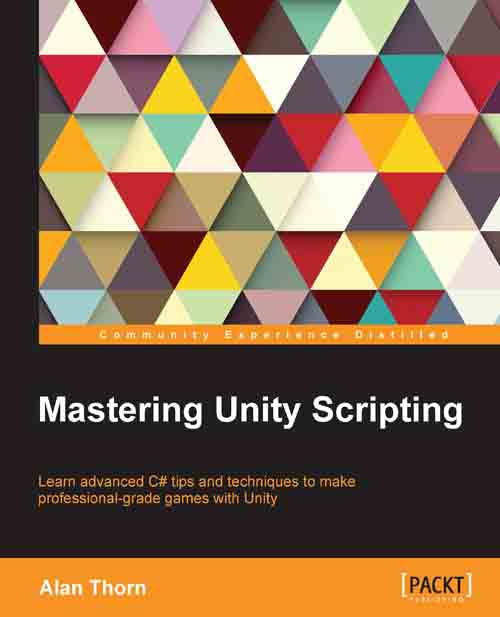 Community Experience Distilled
Mastering Unity Scripting
Learn advanced C# tips and techniques to make
professional-grade games with Unity
Alan Thorn
[PACKT]
PUBLISHING